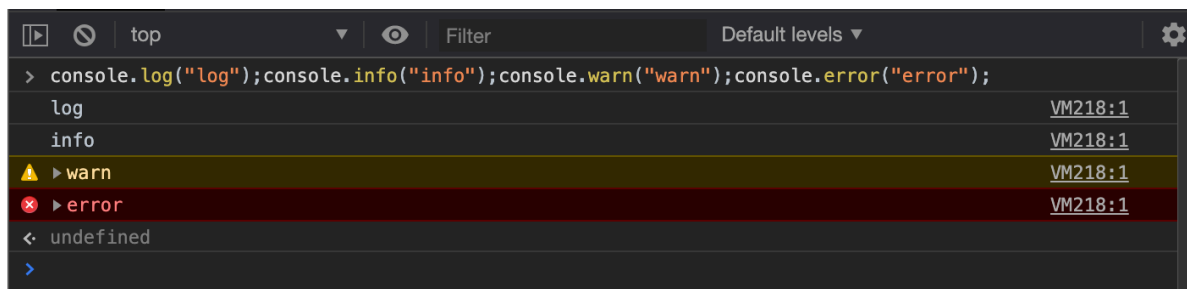 top Filter Default levels
console.log("log");console.info("info");console.warn("warn");console.error("error");
log VM218:1
info VM218:1
warn VM218:1
error VM218:1
undefined